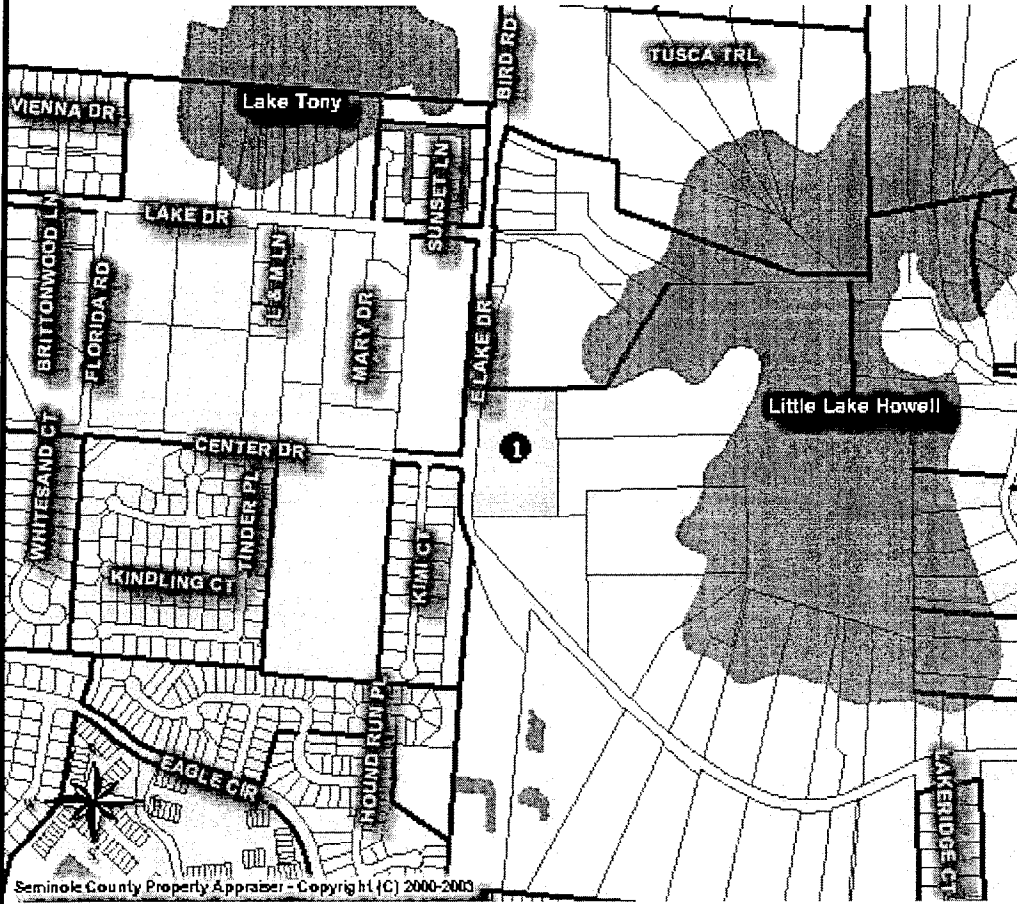 BIRD RD
TUSCA TRL
VIENNA DR
Lake Tony
SUNSET LN
LAKE DR
BRITTONWOOD LN
FLORIDA RD
L & M LN
MARY DR
E LAKE DR
Little Lake Howell
WHITESAND CT
CENTER DR
1
TINDER PL
KINDLING CT
KIMI CT
HOUND RUN PL
EAGLE CIR
LAKERIDGE CT
S
Seminole County Property Appraiser - Copyright (C) 2000-2003